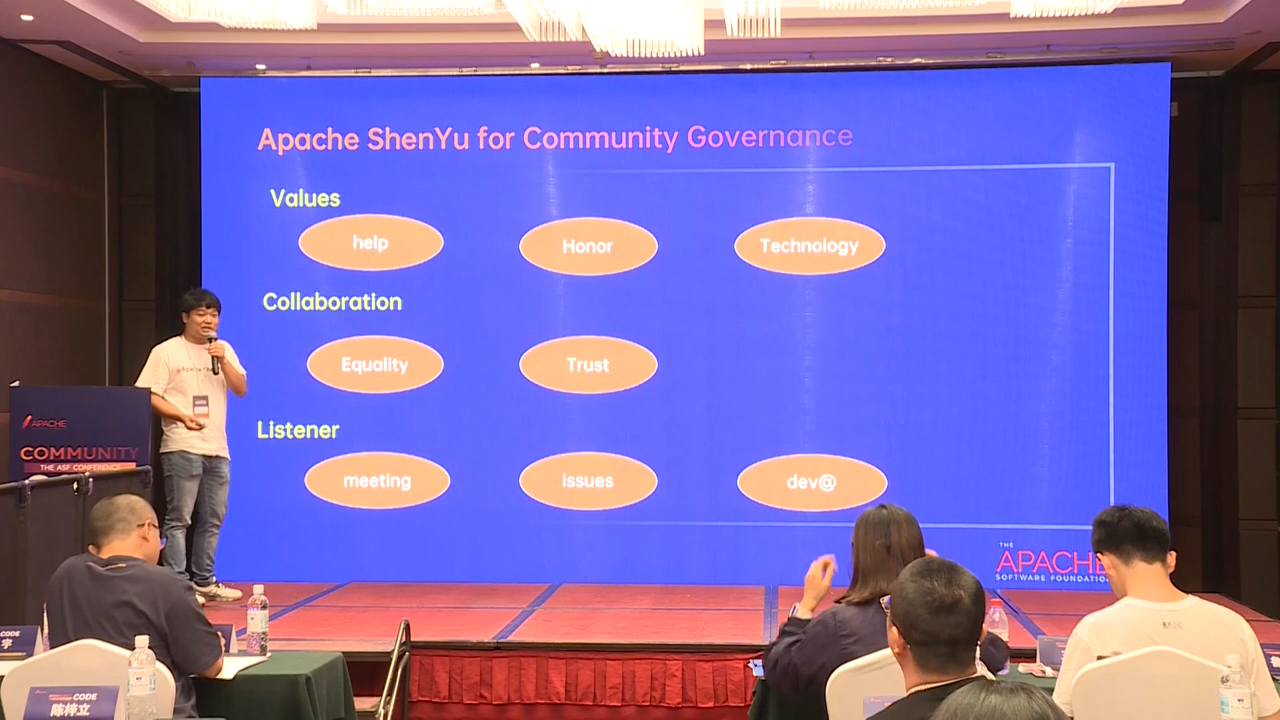 Apache ShenYu for Community Governance
Values
help
Honor
Technology
Collaboration
Equality
Trust
Listener
meeting
issues
dev@
THE
APACHE
SOFTWARE FOUNDATIO
APACHE
COMMUNITY
THE ASF CONFERENCE
CODE
宇
CODE
陈梓立